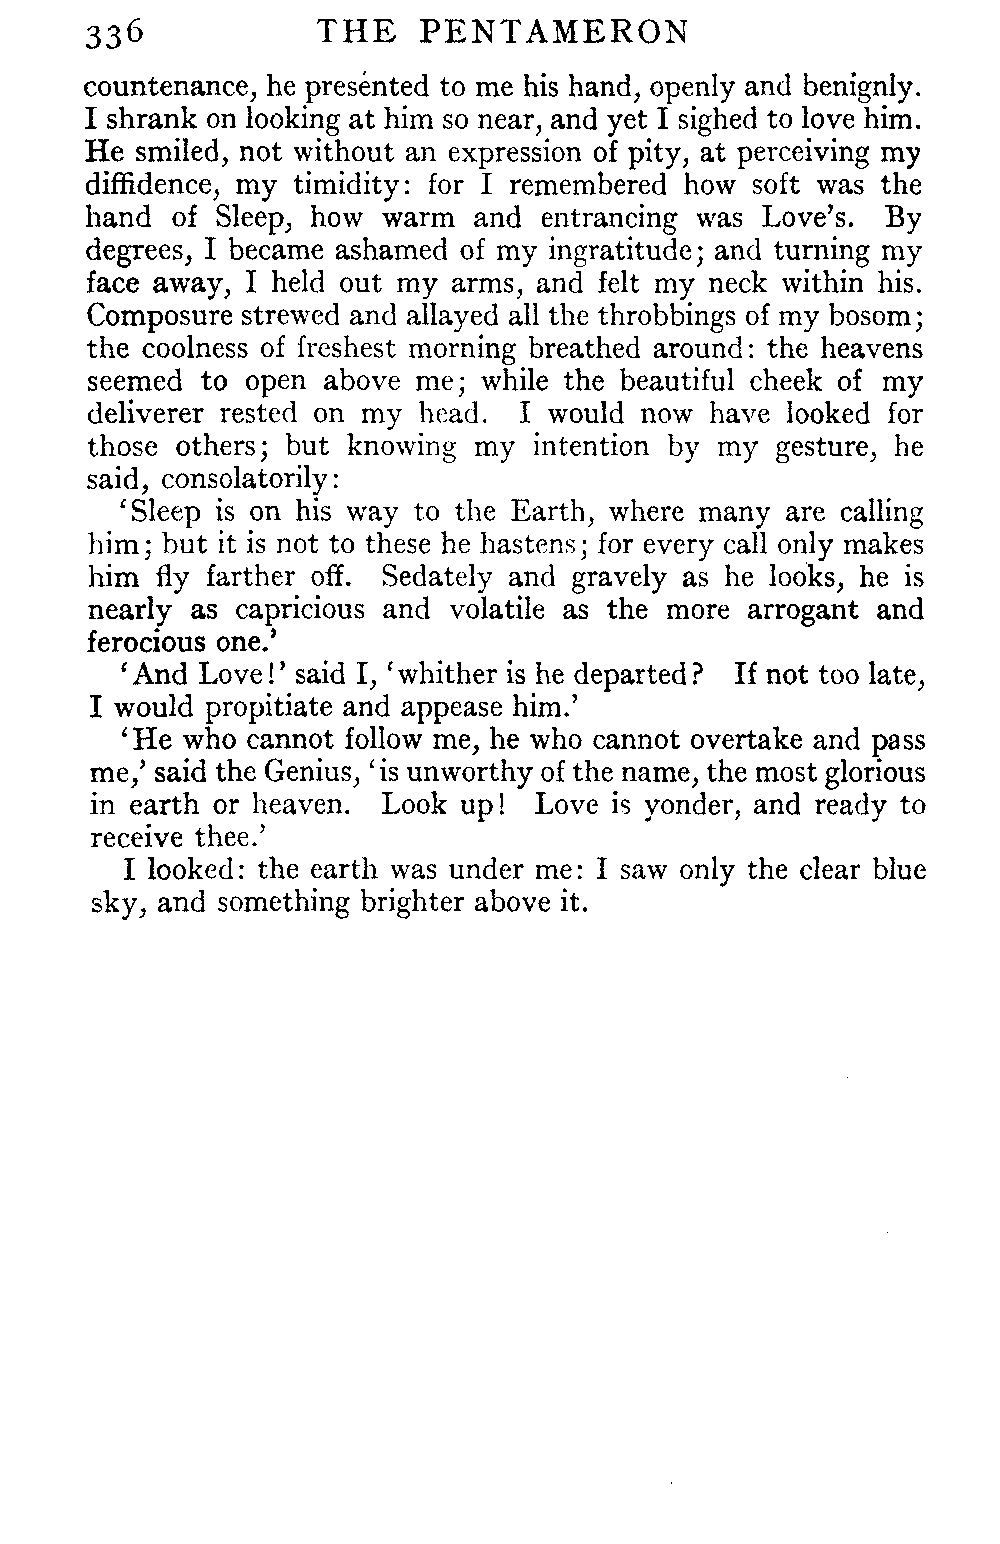 336 THE PENTAMERON
countenance, he presented to me his hand, openly and benignly.
I shrank on looking at him so near, and yet I sighed to love him.
He smiled, not without an expression of pity, at perceiving my
diffidence, my timidity: for I remembered how soft was the
hand of Sleep, how warm and entrancing was Love's. By
degrees, I became ashamed of my ingratitude; and turning my
face away, I held out my arms, and felt my neck within his.
Composure strewed and allayed all the throbbings of my bosom;
the coolness of freshest morning breathed around: the heavens
seemed to open above me; while the beautiful cheek of my
deliverer rested on my head. I would now have looked for
those others; but knowing my intention by my gesture, he
said, consolatorily:
'Sleep is on his way to the Earth, where many are calling
him; but it is not to these he hastens; for every call only makes
him fly farther off. Sedately and gravely as he looks, he is
nearly as capricious and volatile as the more arrogant and
ferocious one.'
'And Love!' said I, 'whither is he departed? If not too late,
I would propitiate and appease him.'
'He who cannot follow me, he who cannot overtake and pass
me,' said the Genius, 'is unworthy of the name, the most glorious
in earth or heaven. Look up! Love is yonder, and ready to
receive thee.'
I looked: the earth was under me: I saw only the clear blue
sky, and something brighter above it.